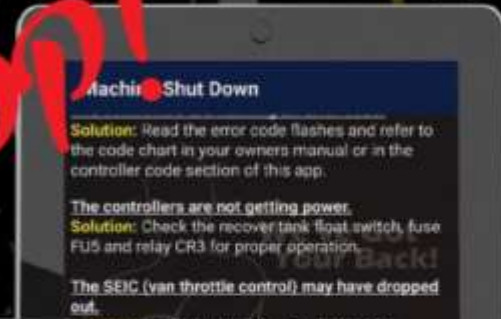 op!
Machine Shut Down
Solution: Read the error code flashes and refer to
the code chart in your owners manual or in the
controller code section of this app.
The controllers are not getting power.
Solution: Check the recover tank float switch, fuse
FU5 and relay CR3 for proper operation.
Got
Your Back!
The SEIC (van throttle control) may have dropped
out.